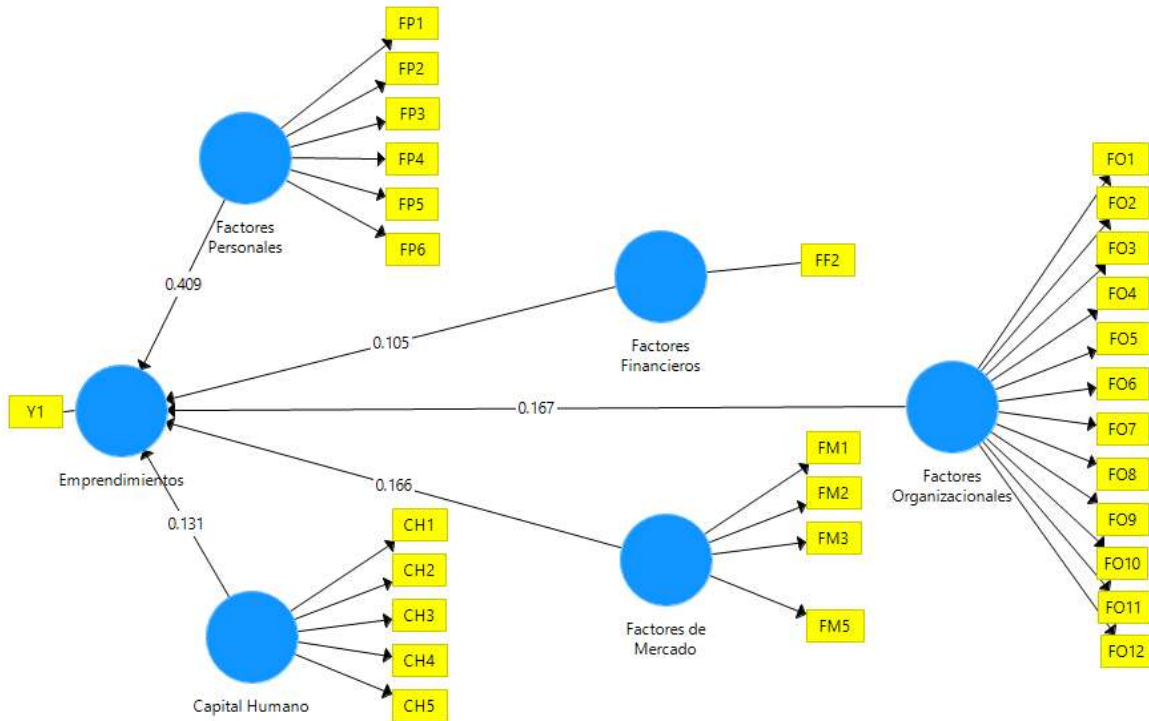 FP1
FP2
FP3
FP4
FP5
FP6
Factores
Personales
0.409
FF2
Factores
Financieros
0.105
FO1
FO2
FO3
FO4
FO5
FO6
FO7
FO8
FO9
FO10
FO11
FO12
Factores
Organizacionales
0.167
Y1
Emprendimientos
FM1
FM2
FM3
FM5
Factores de
Mercado
0.166
0.131
CH1
CH2
CH3
CH4
CH5
Capital Humano